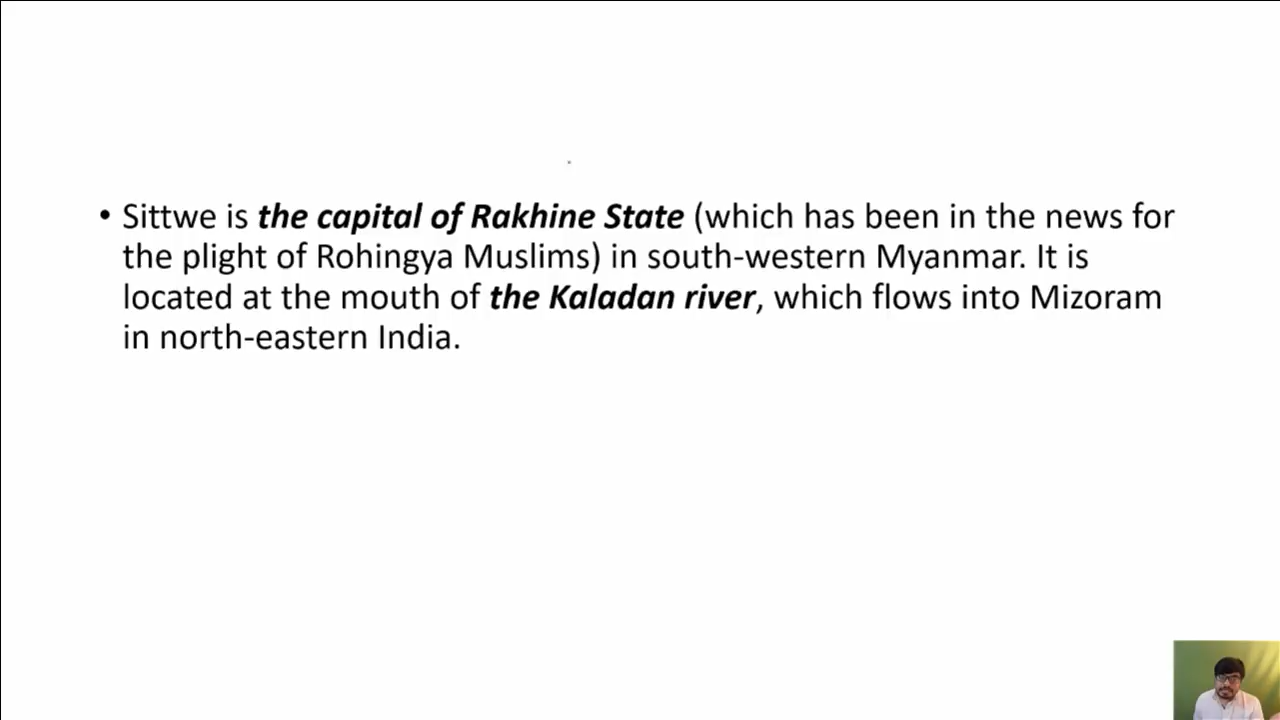 • Sittwe is the capital of Rakhine State (which has been in the news for
the plight of Rohingya Muslims) in south-western Myanmar. It is
located at the mouth of the Kaladan river, which flows into Mizoram
in north-eastern India.